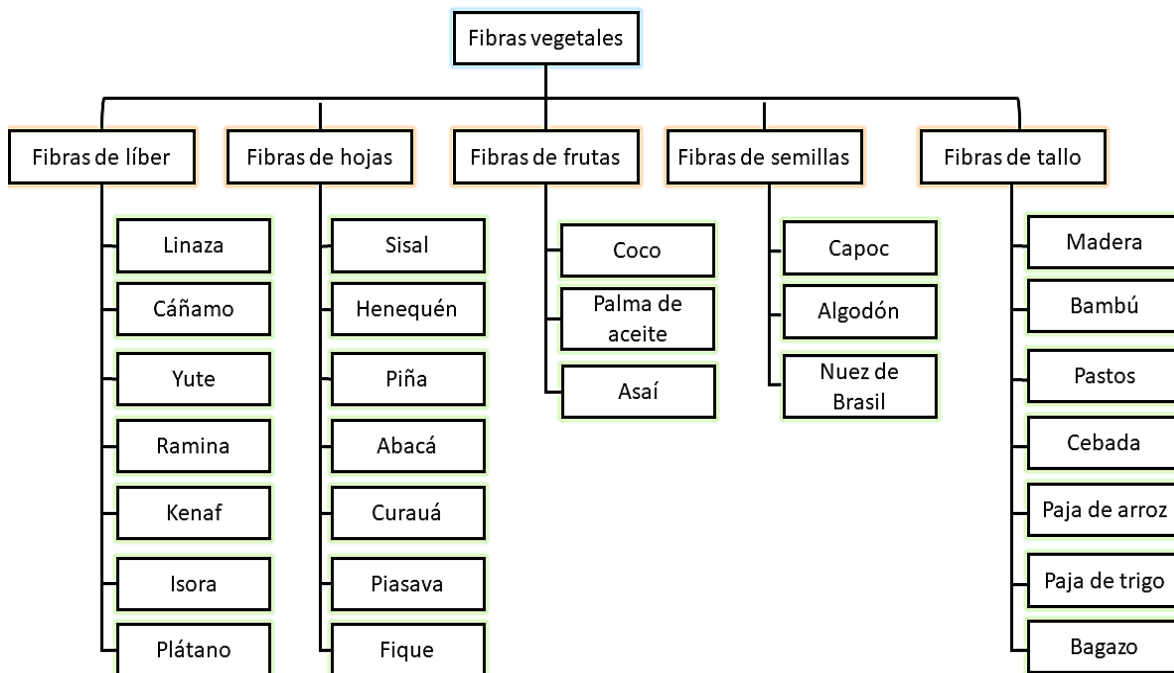 Fibras vegetales
Fibras de líber
Fibras de hojas
Fibras de frutas
Fibras de semillas
Fibras de tallo
Linaza
Cáñamo
Yute
Ramina
Kenaf
Isora
Plátano
Sisal
Henequén
Piña
Abacá
Curauá
Piasava
Fique
Coco
Palma de
aceite
Asaí
Capoc
Algodón
Nuez de
Brasil
Madera
Bambú
Pastos
Cebada
Paja de arroz
Paja de trigo
Bagazo